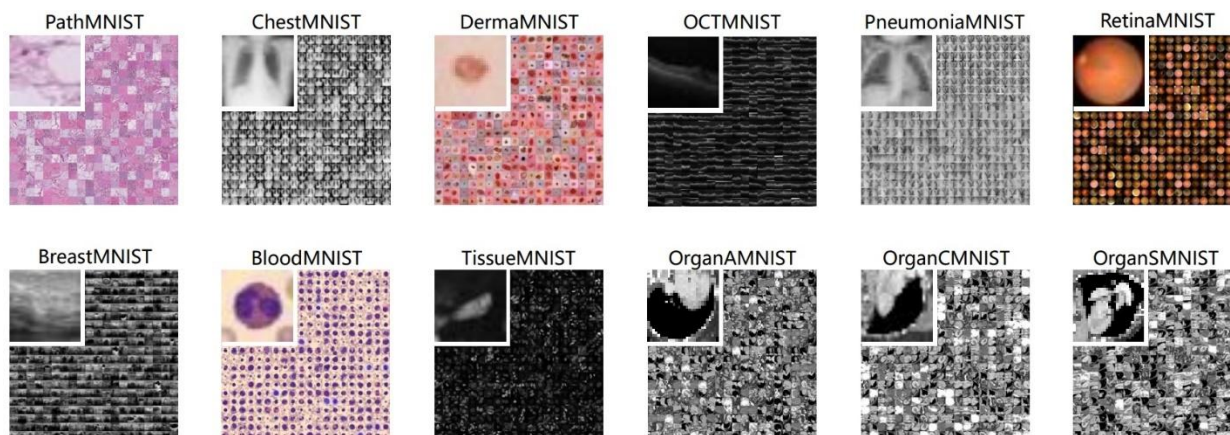 PathMNIST ChestMNIST DermaMNIST OCTMNIST PneumoniaMNIST RetinaMNIST
BreastMNIST BloodMNIST TissueMNIST OrganAMNIST OrganCMNIST OrganSMNIST